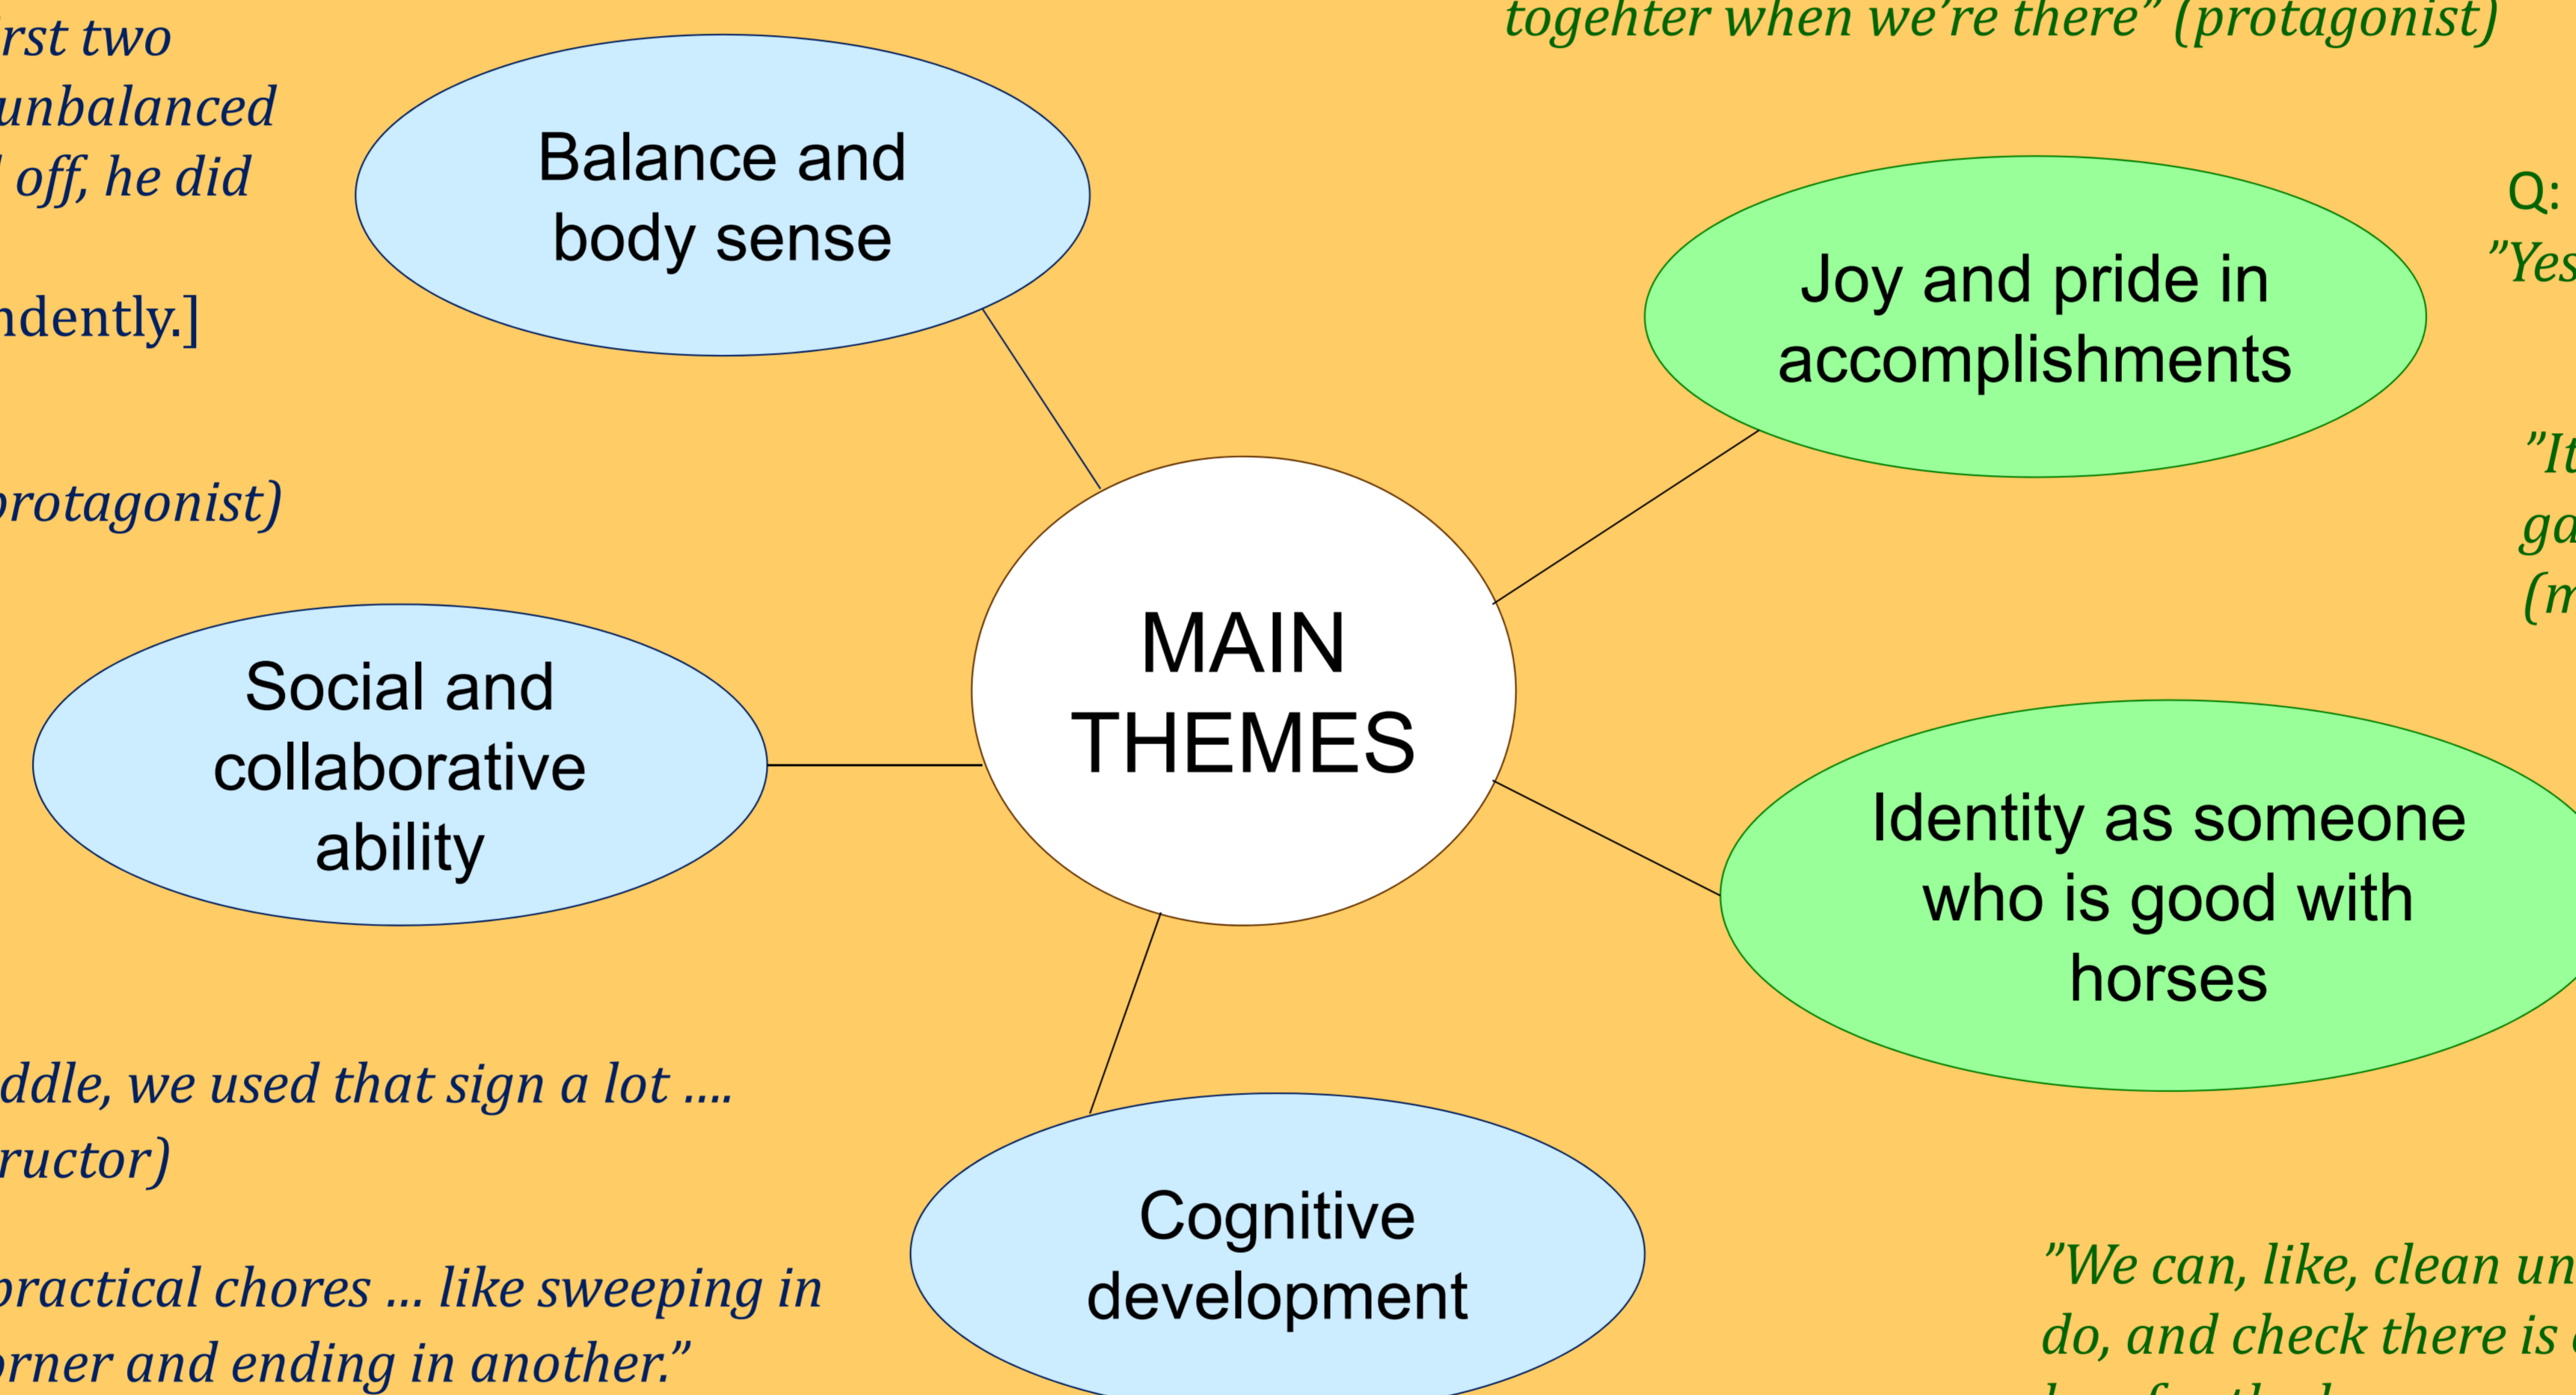 rst two
unbalanced
off, he did
ndently.]
protagonist)
togehter when we’re there” (protagonist)
Balance and
body sense
Joy and pride in
accomplishments
Q:
”Yes
”It
ga
(m
MAIN
THEMES
Social and
collaborative
ability
Identity as someone
who is good with
horses
ddle, we used that sign a lot ....
ructor)
practical chores ... like sweeping in
orner and ending in another.”
Cognitive
development
”We can, like, clean un
do, and check there is